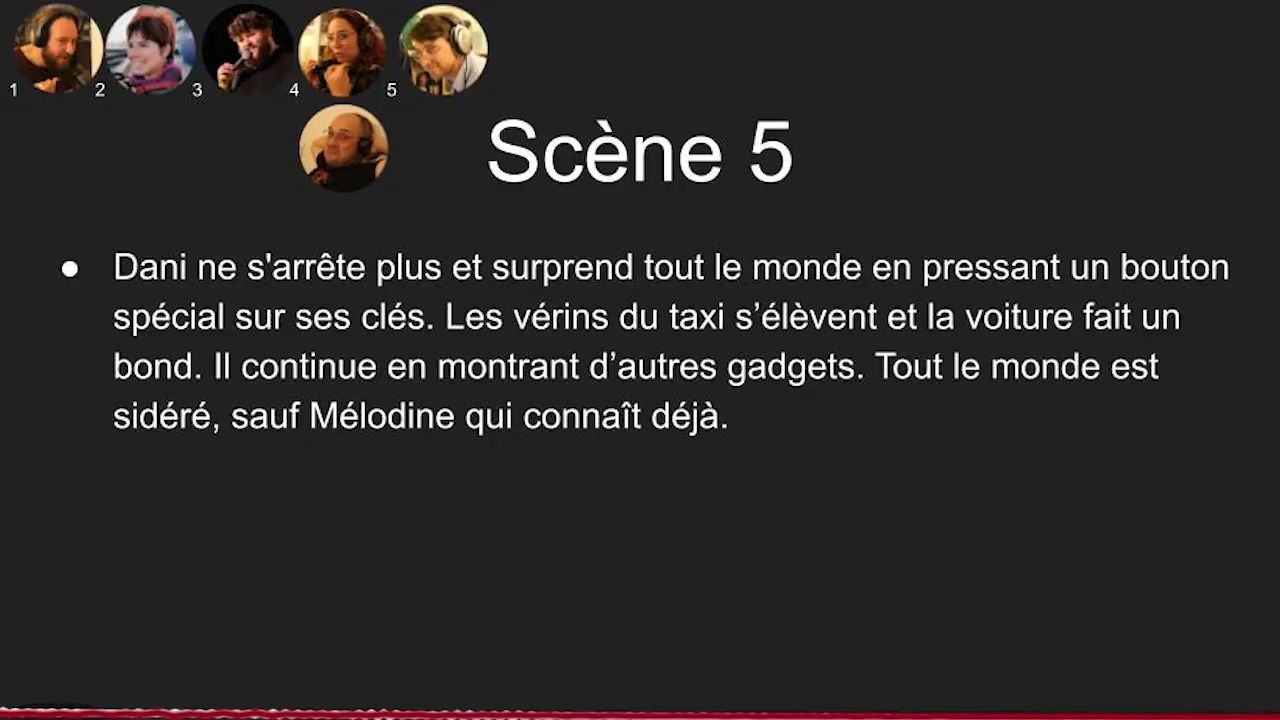 1 2 3 4 5
Scène 5
● Dani ne s'arrête plus et surprend tout le monde en pressant un bouton
spécial sur ses clés. Les vérins du taxi s’élèvent et la voiture fait un
bond. Il continue en montrant d’autres gadgets. Tout le monde est
sidéré, sauf Mélodine qui connaît déjà.